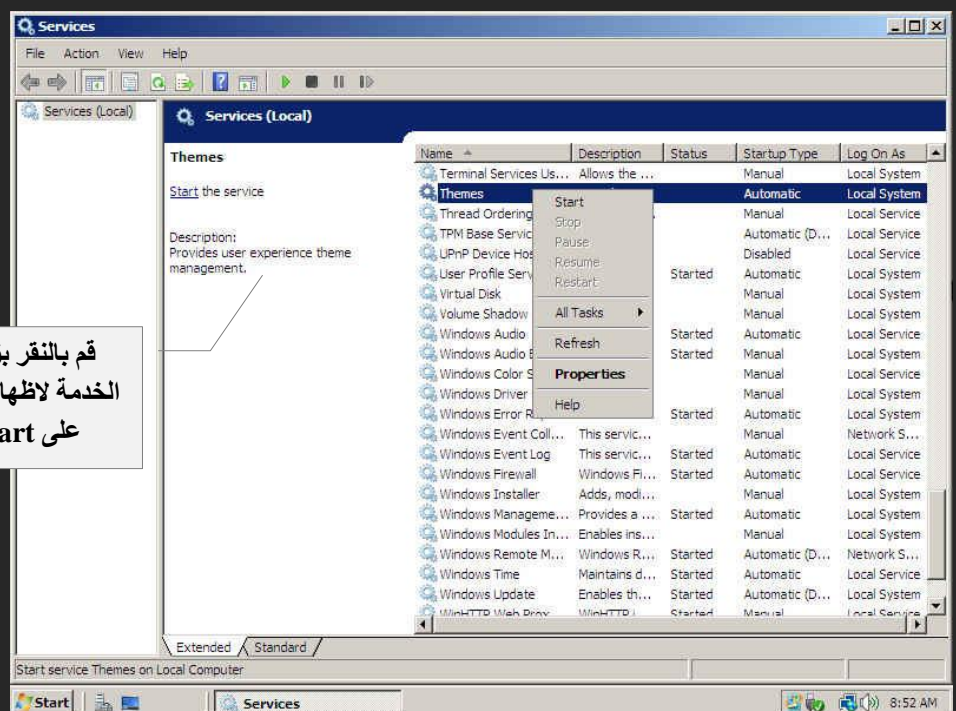 Services
File Action View Help
Services (Local)
Services (Local)
Themes
Start the service
Description:
Provides user experience theme
management.
Name Description Status Startup Type Log On As
Terminal Services Us... Allows the ... Manual Local System
Themes Automatic Local System
Thread Ordering Manual Local Service
TPM Base Servic Automatic (D... Local Service
UPnP Device Hos Disabled Local Service
User Profile Serv Started Automatic Local System
Virtual Disk Manual Local System
Volume Shadow Manual Local System
Windows Audio Started Automatic Local Service
Windows Audio E Started Manual Local System
Windows Color S Manual Local Service
Windows Driver Manual Local System
Windows Error R Started Automatic Local System
Windows Event Coll... This servic... Manual Network S...
Windows Event Log This servic... Started Automatic Local Service
Windows Firewall Windows Fi... Started Automatic Local Service
Windows Installer Adds, modi... Manual Local System
Windows Manageme... Provides a ... Started Automatic Local System
Windows Modules In... Enables ins... Manual Local System
Windows Remote M... Windows R... Started Automatic (D... Network S...
Windows Time Maintains d... Started Automatic Local Service
Windows Update Enables th... Started Automatic (D... Local System
WinHTTP Web Prox WinHTTP i Started Manual Local Service
Start
Stop
Pause
Resume
Restart
All Tasks
Refresh
Properties
Help
قم بالنقر
الخدمة
على
Extended Standard
Start service Themes on Local Computer
Start Services 8:52 AM